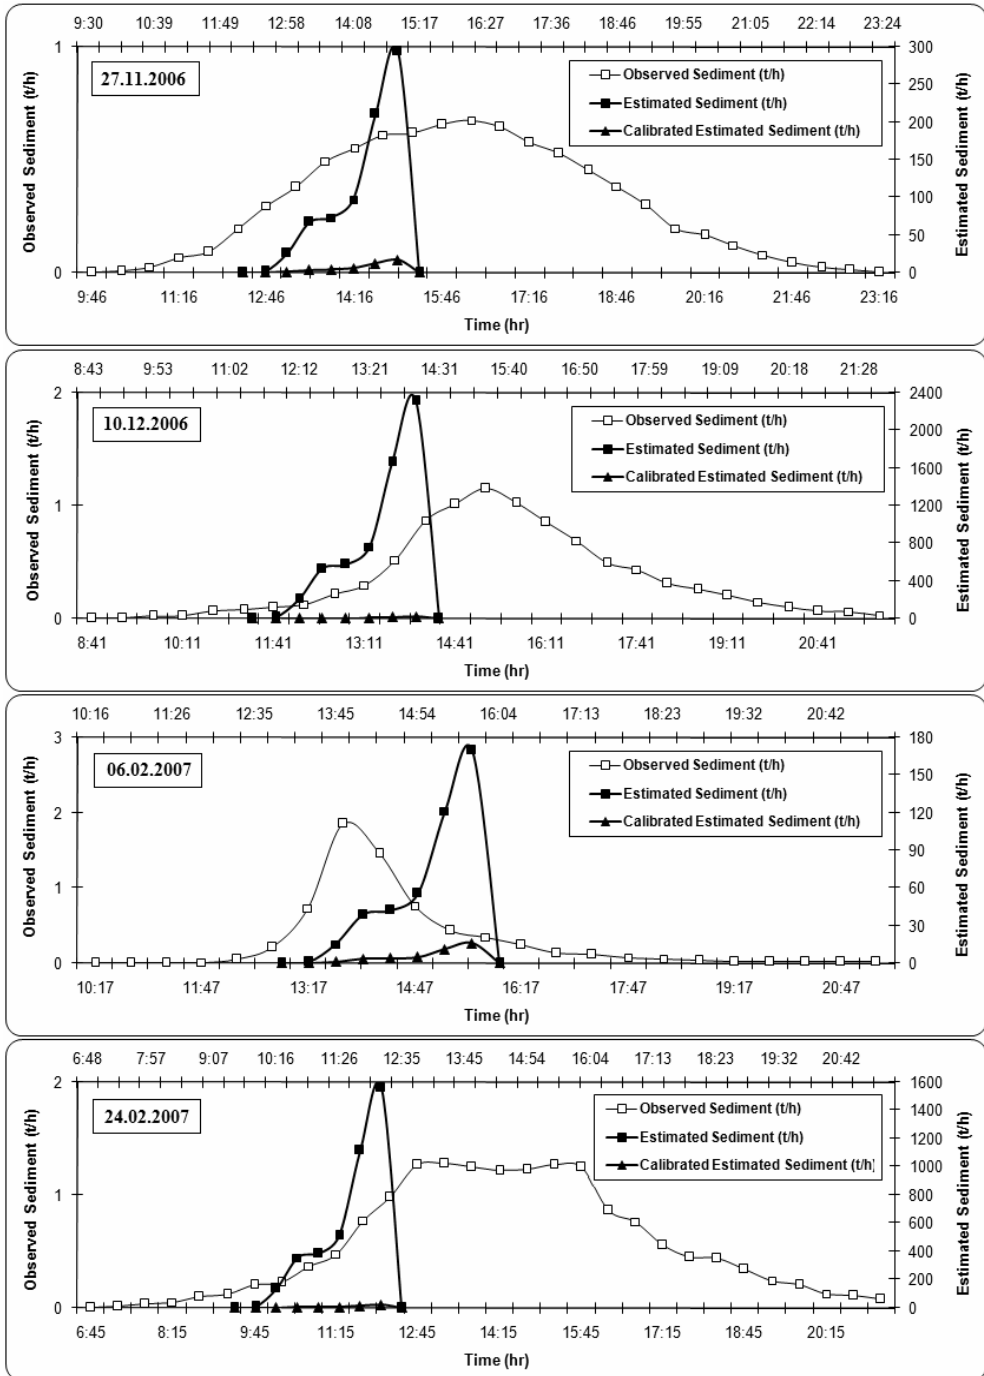 9:30 10:39 11:49 12:58 14:08 15:17 16:27 17:36 18:46 19:55 21:05 22:14 23:24
1 300
27.11.2006
Observed Sediment (t/h)
Estimated Sediment (t/h)
Calibrated Estimated Sediment (t/h)
250
200
150
100
50
0 0
Observed Sediment (t/h)
Estimated Sediment (t/h)
9:46 11:16 12:46 14:16 15:46 17:16 18:46 20:16 21:46 23:16
Time (hr)
8:43 9:53 11:02 12:12 13:21 14:31 15:40 16:50 17:59 19:09 20:18 21:28
2 2400
10.12.2006
Observed Sediment (t/h)
Estimated Sediment (t/h)
Calibrated Estimated Sediment (t/h)
2000
1600
1 1200
800
400
0 0
Observed Sediment (t/h)
Estimated Sediment (t/h)
8:41 10:11 11:41 13:11 14:41 16:11 17:41 19:11 20:41
Time (hr)
10:16 11:26 12:35 13:45 14:54 16:04 17:13 18:23 19:32 20:42
3 180
06.02.2007
Observed Sediment (t/h)
Estimated Sediment (t/h)
Calibrated Estimated Sediment (t/h)
150
2 120
90
1 60
30
0 0
Observed Sediment (t/h)
Estimated Sediment (t/h)
10:17 11:47 13:17 14:47 16:17 17:47 19:17 20:47
Time (hr)
6:48 7:57 9:07 10:16 11:26 12:35 13:45 14:54 16:04 17:13 18:23 19:32 20:42
2 1600
24.02.2007
Observed Sediment (t/h)
Estimated Sediment (t/h)
Calibrated Estimated Sediment (t/h)
1400
1200
1000
1 800
600
400
200
0 0
Observed Sediment (t/h)
Estimated Sediment (t/h)
6:45 8:15 9:45 11:15 12:45 14:15 15:45 17:15 18:45 20:15
Time (hr)